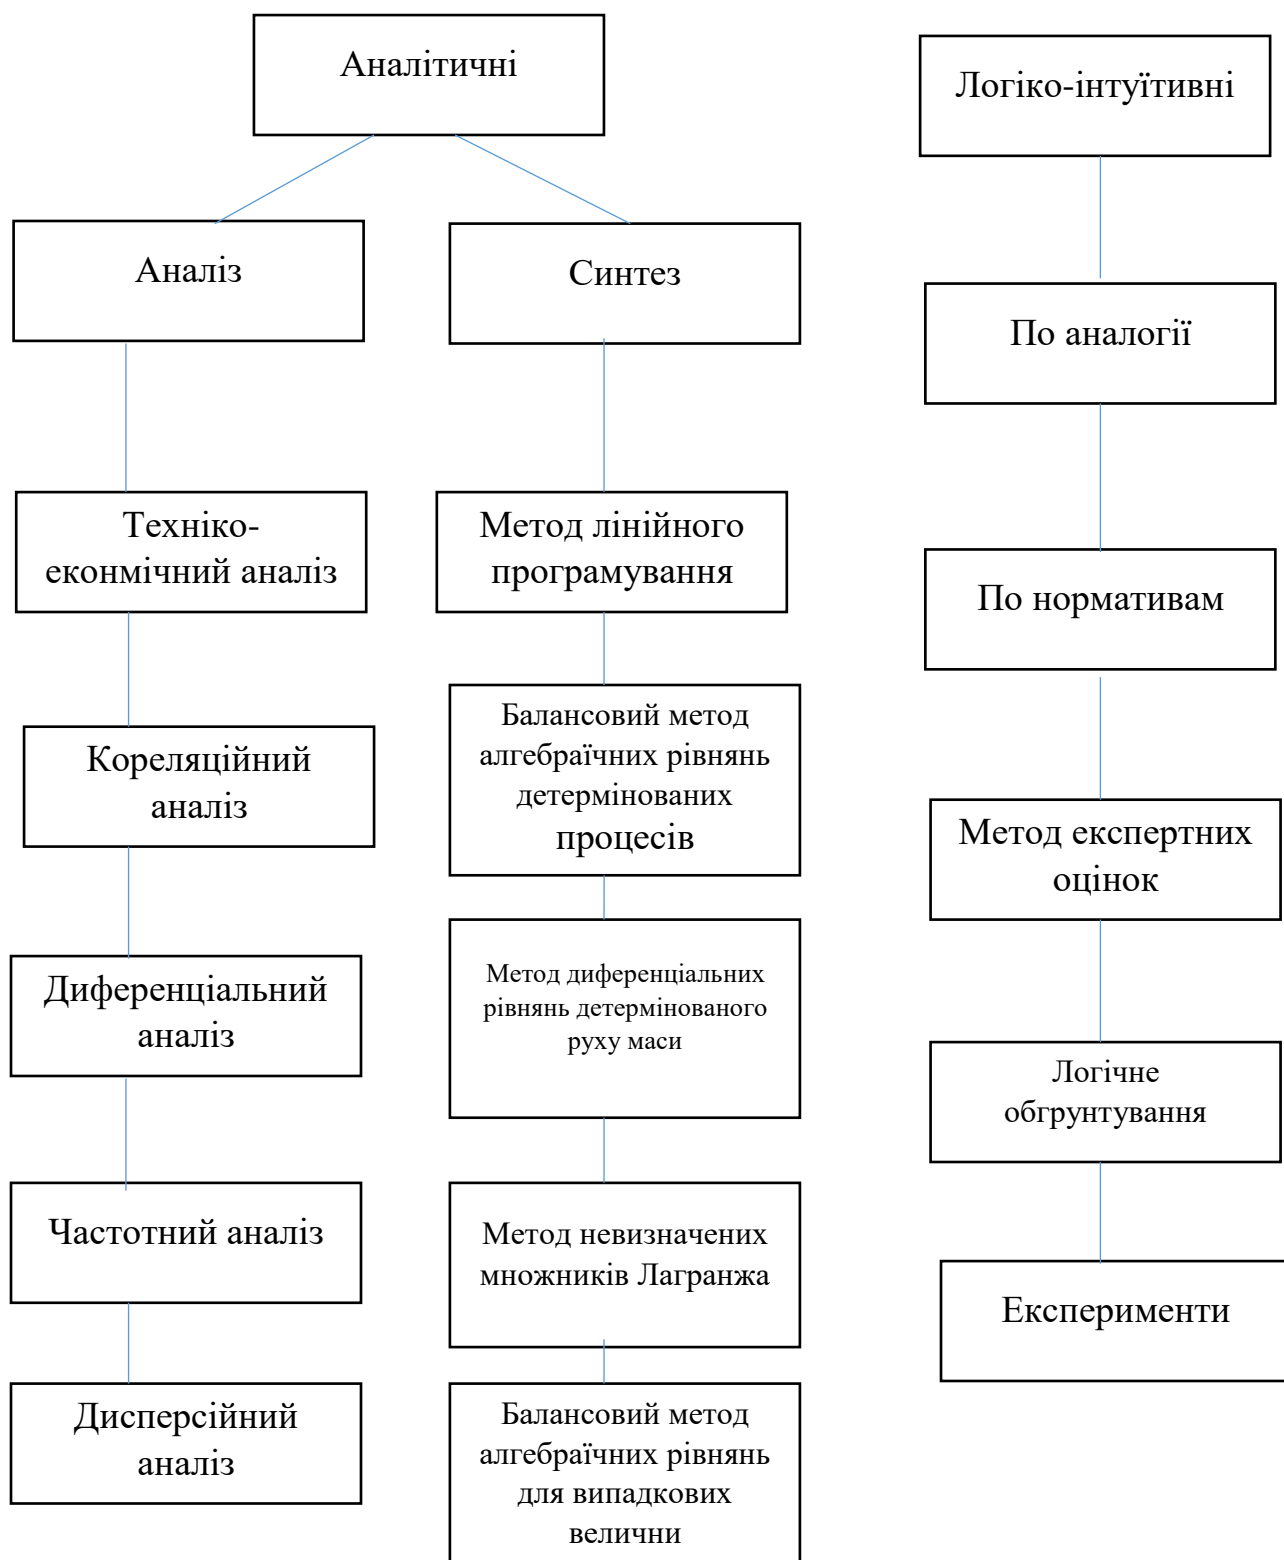 Аналітичні
Логіко-інтуїтивні
Аналіз
Синтез
По аналогії
Техніко-
еконмічний аналіз
Метод лінійного
програмування
По нормативам
Кореляційний
аналіз
Балансовий метод
алгебраїчних рівнянь
детермінованих
процесів
Метод експертних
оцінок
Диференціальний
аналіз
Метод диференціальних
рівнянь детермінованого
руху маси
Логічне
обгрунтування
Частотний аналіз
Метод невизначених
множників Лагранжа
Експерименти
Дисперсійний
аналіз
Балансовий метод
алгебраїчних рівнянь
для випадкових
велични